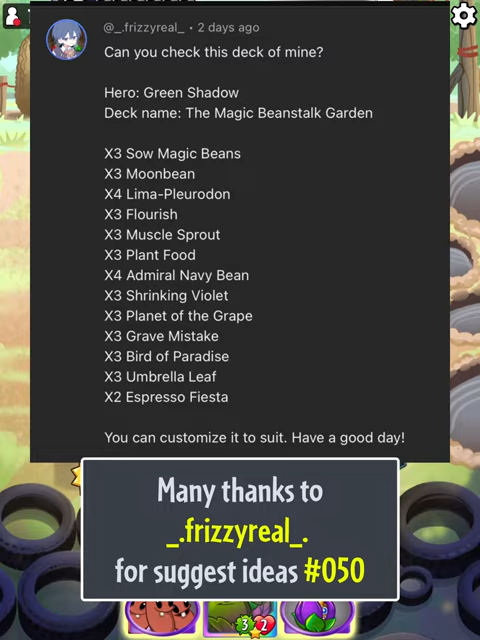 @_.frizzyreal_ • 2 days ago
Can you check this deck of mine?
Hero: Green Shadow
Deck name: The Magic Beanstalk Garden
X3 Sow Magic Beans
X3 Moonbean
X4 Lima-Pleurodon
X3 Flourish
X3 Muscle Sprout
X3 Plant Food
X4 Admiral Navy Bean
X3 Shrinking Violet
X3 Planet of the Grape
X3 Grave Mistake
X3 Bird of Paradise
X3 Umbrella Leaf
X2 Espresso Fiesta
You can customize it to suit. Have a good day!
Many thanks to
_.frizzyreal_.
for suggest ideas #050
3 2